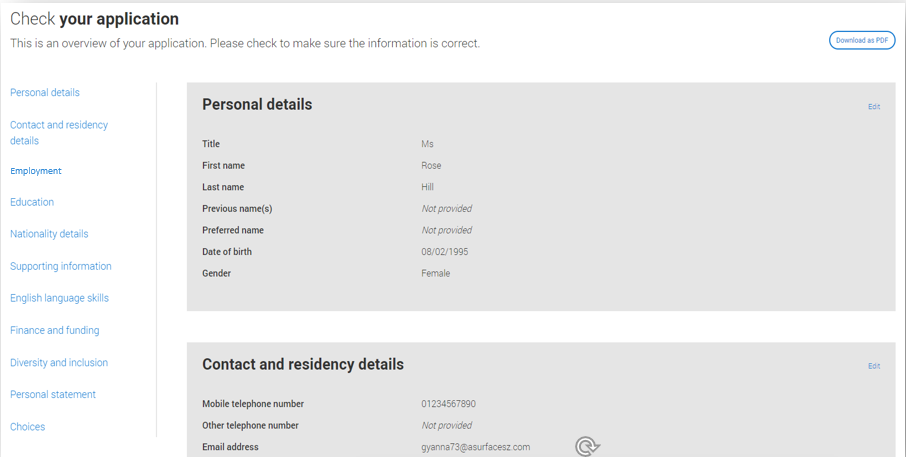 Check your application
This is an overview of your application. Please check to make sure the information is correct.
Download as PDF
Personal details
Contact and residency
details
Employment
Education
Nationality details
Supporting information
English language skills
Finance and funding
Diversity and inclusion
Personal statement
Choices
Personal details
Edit
Title Ms
First name Rose
Last name Hill
Previous name(s) Not provided
Preferred name Not provided
Date of birth 08/02/1995
Gender Female
Contact and residency details
Edit
Mobile telephone number 01234567890
Other telephone number Not provided
Email address gyanna73@asurfacesz.com